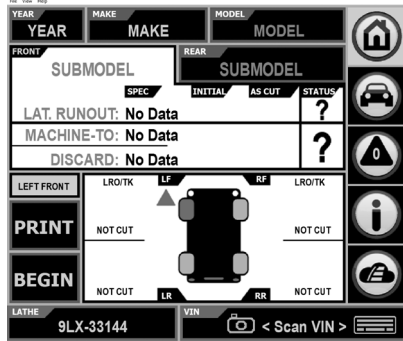 File View Help
YEAR MAKE MODEL
YEAR MAKE MODEL
FRONT REAR
SUBMODEL SUBMODEL
SPEC INITIAL AS CUT STATUS
LAT. RUNOUT: No Data ?
MACHINE-TO: No Data ?
DISCARD: No Data
0
LEFT FRONT LRO/TK LF RF LRO/TK
PRINT NOT CUT NOT CUT
BEGIN NOT CUT LR RR NOT CUT
LATHE VIN
9LX-33144 < Scan VIN >